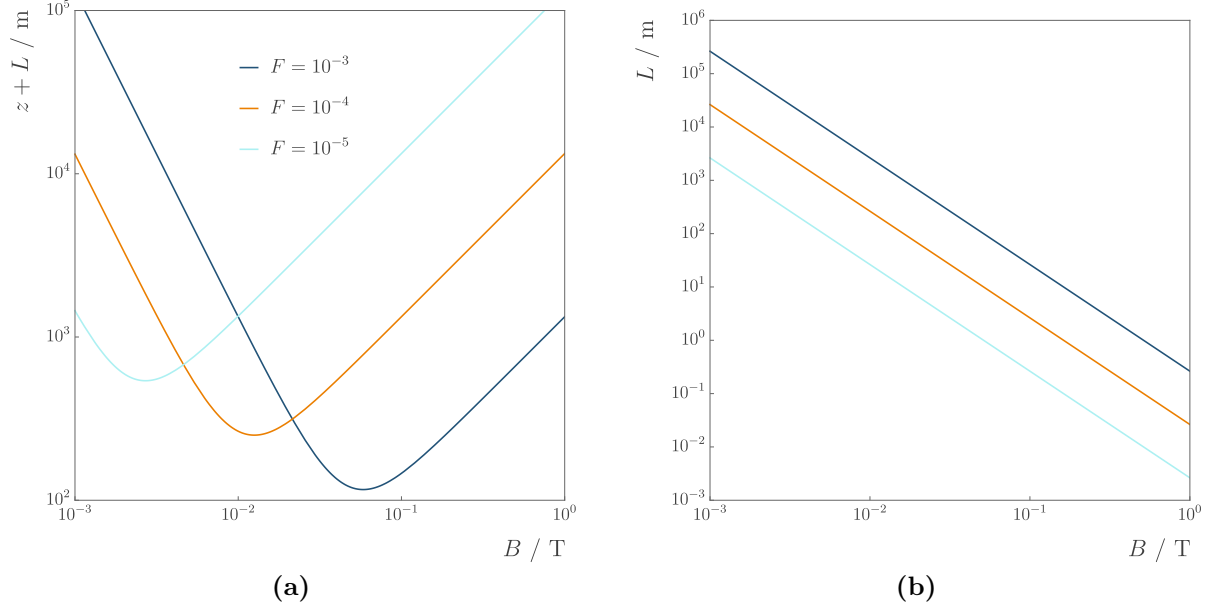 z + L / m
10^5
10^4
10^3
10^2
F = 10^{-3}
F = 10^{-4}
F = 10^{-5}
10^{-3}
10^{-2}
10^{-1}
10^0
B / T
(a)
L / m
10^6
10^5
10^4
10^3
10^2
10^1
10^0
10^{-1}
10^{-2}
10^{-3}
10^{-3}
10^{-2}
10^{-1}
10^0
B / T
(b)